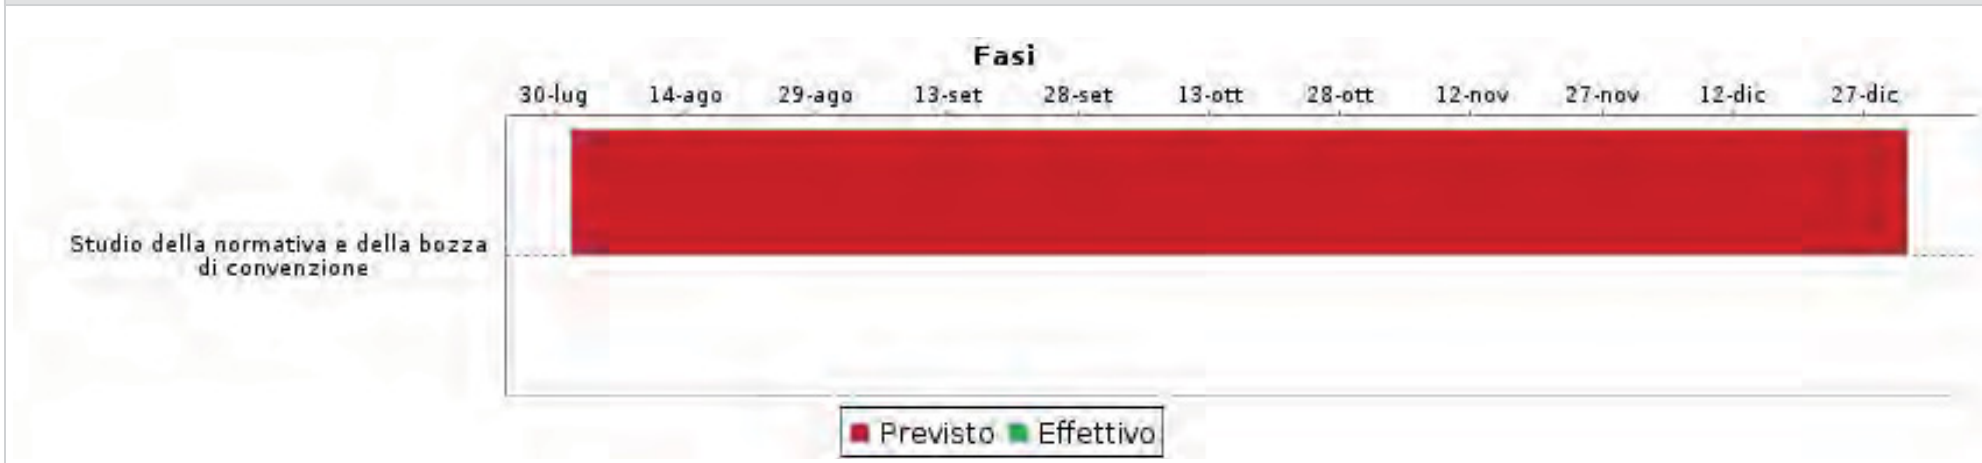 Fasi
30-lug 14-ago 29-ago 13-set 28-set 13-ott 28-ott 12-nov 27-nov 12-dic 27-dic
Studio della normativa e della bozza
di convenzione
Previsto Effettivo